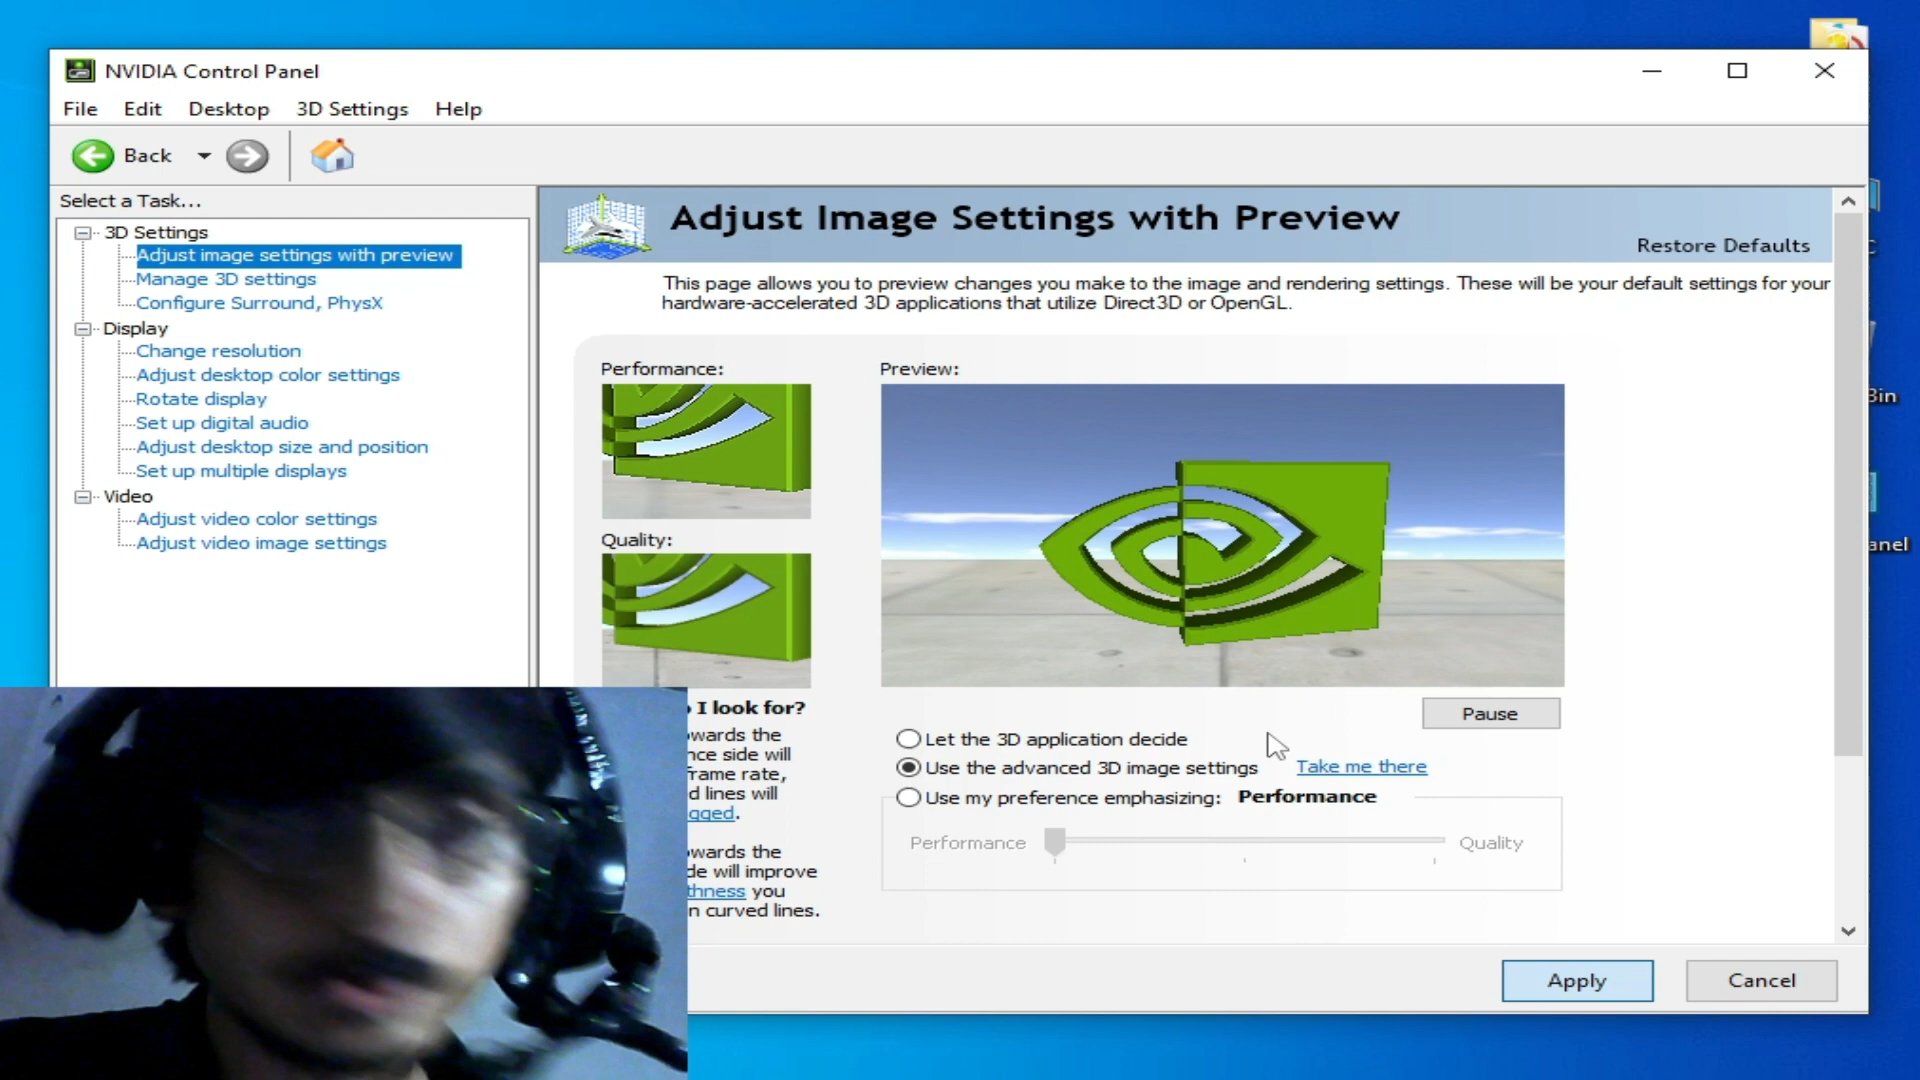 NVIDIA Control Panel
File Edit Desktop 3D Settings Help
Back
Select a Task...
3D Settings
Adjust image settings with preview
Manage 3D settings
Configure Surround, PhysX
Display
Change resolution
Adjust desktop color settings
Rotate display
Set up digital audio
Adjust desktop size and position
Set up multiple displays
Video
Adjust video color settings
Adjust video image settings
Adjust Image Settings with Preview
Restore Defaults
This page allows you to preview changes you make to the image and rendering settings. These will be your default settings for your
hardware-accelerated 3D applications that utilize Direct3D or OpenGL.
Performance:
Preview:
Quality:
I look for?
wards the
nce side will
frame rate,
d lines will
gged.
wards the
de will improve
thness you
n curved lines.
Pause
Let the 3D application decide
Use the advanced 3D image settings Take me there
Use my preference emphasizing: Performance
Performance Quality
Apply Cancel
Bin
anel